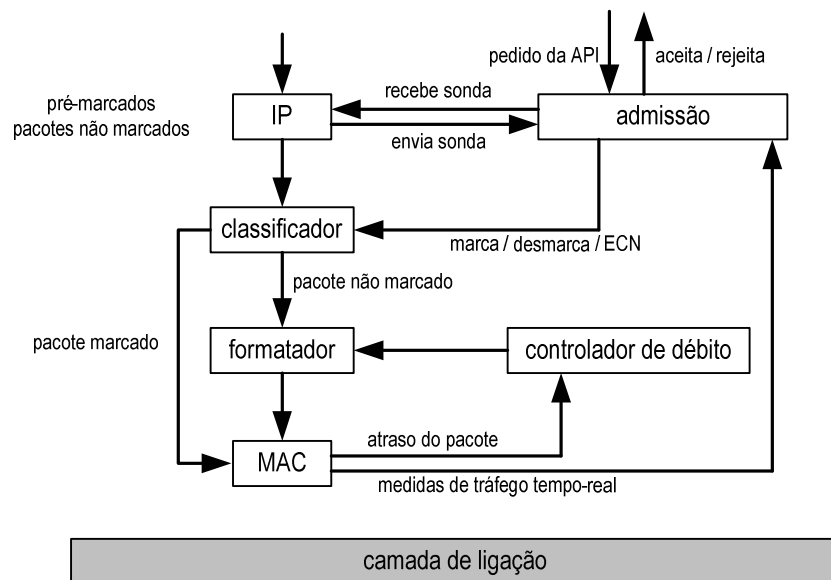 pedido da API
aceita / rejeita
pré-marcados
pacotes não marcados
recebe sonda
IP
admissão
envia sonda
classificador
marca / desmarca / ECN
pacote não marcado
pacote marcado
formatador
controlador de débito
atraso do pacote
MAC
medidas de tráfego tempo-real
camada de ligação